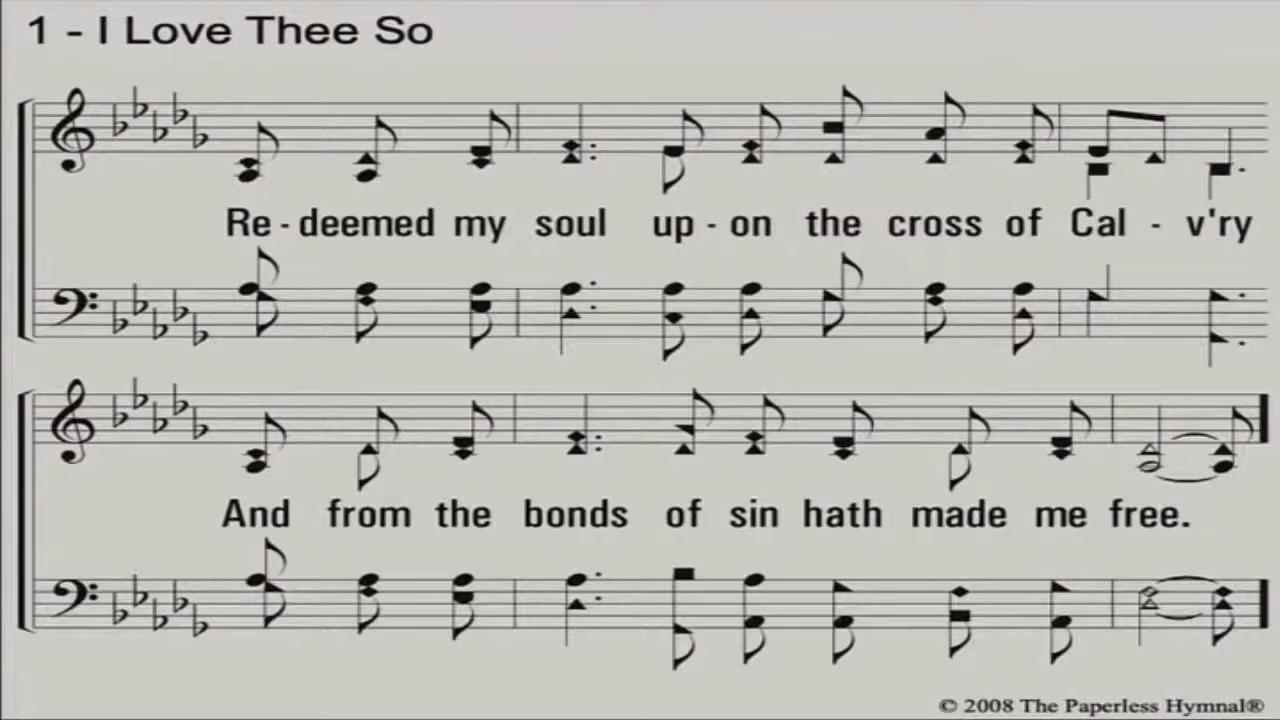 1 - I Love Thee So
Re - deemed my soul up - on the cross of Cal - v'ry
And from the bonds of sin hath made me free.
© 2008 The Paperless Hymnal®